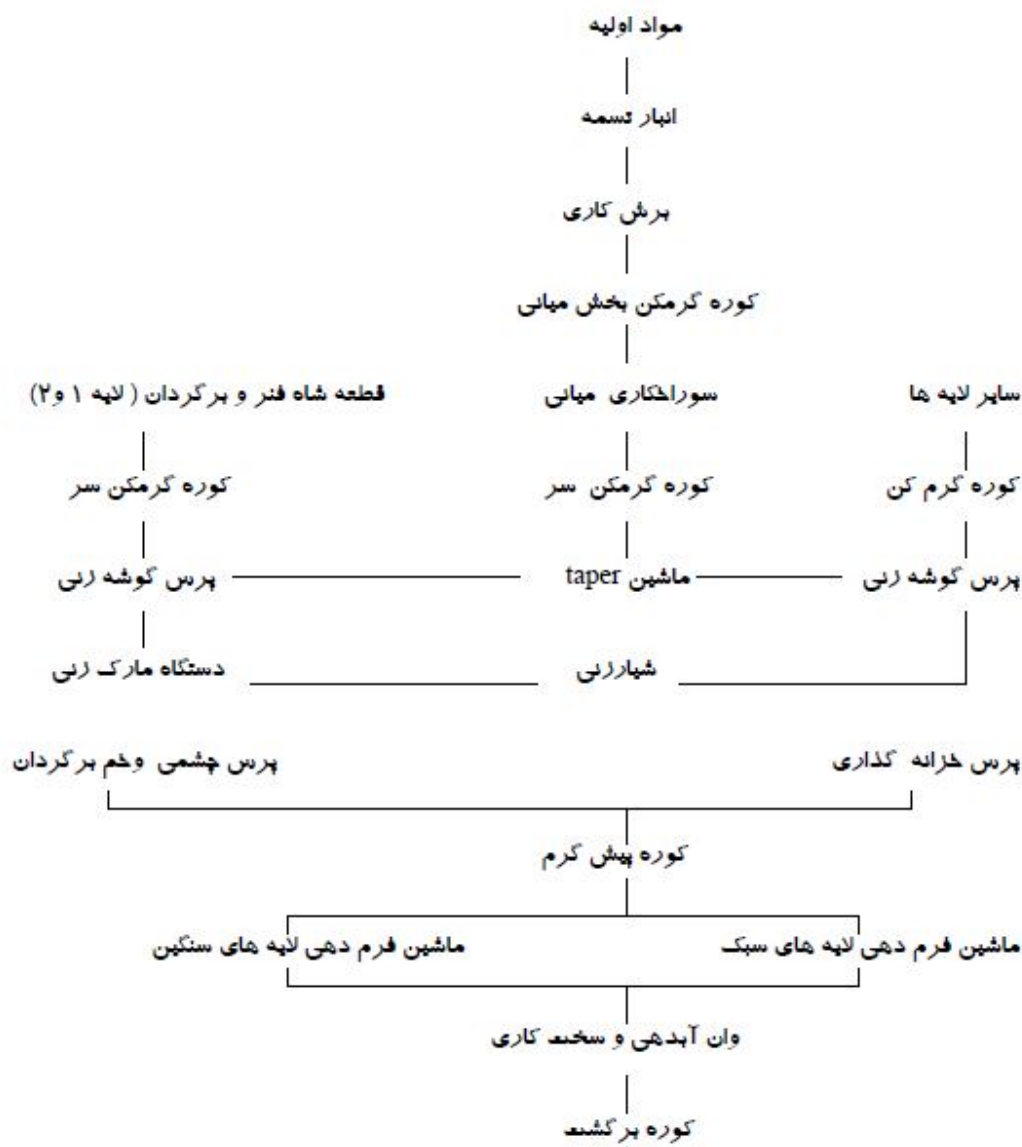 مواد اولیه
انبار تسمه
برش کاری
کوره گرمکن بخش میانی
سایر لایه ها
سوراخکاری میانی
قطعه شاه فنر و برگردان ( لایه ۱ و۲)
کوره گرم کن
کوره گرمکن سر
کوره گرمکن سر
پرس گوشه زنی
ماشین taper
پرس گوشه زنی
شیارزنی
دستگاه مارک زنی
پرس خزانه گذاری
پرس چشمی وخم برگردان
کوره پیش گرم
ماشین فرم دهی لایه های سبک
ماشین فرم دهی لایه های سنگین
وان آبدهی و سخت کاری
کوره برگشت